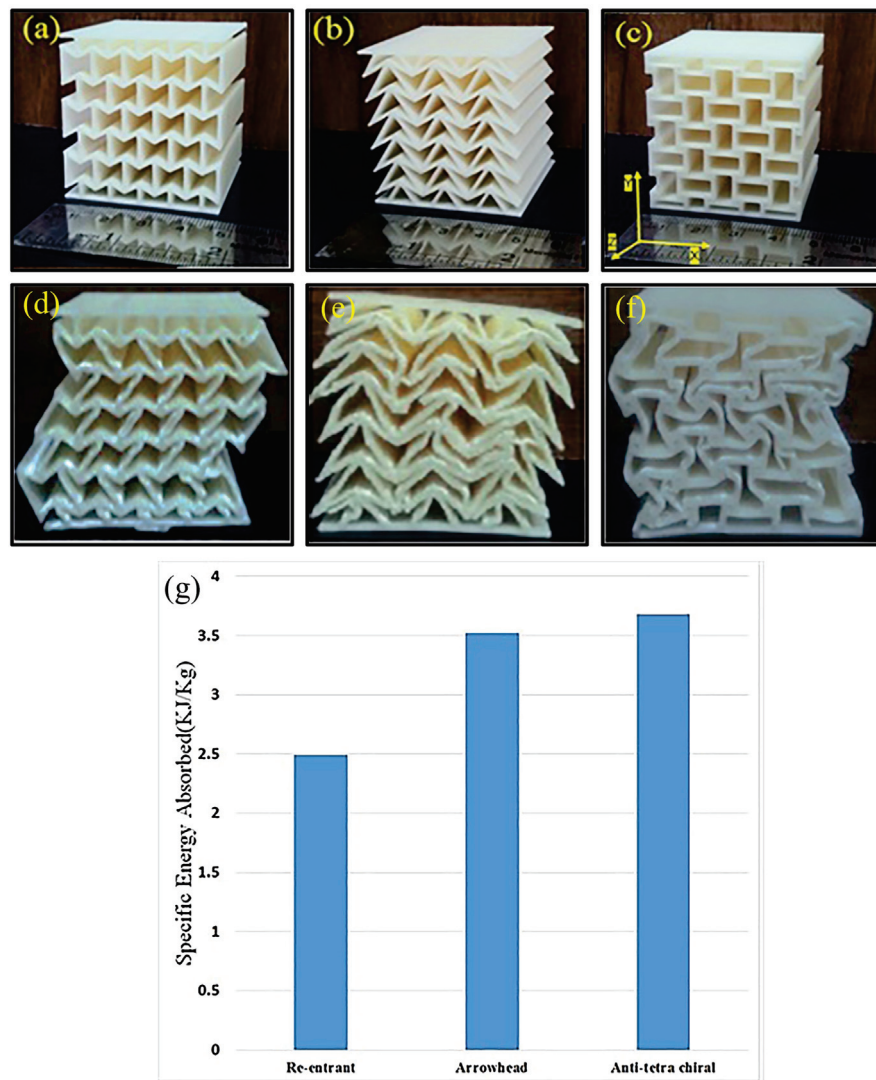 (a)
(b)
(c)
Y
Z
X
(d)
(e)
(f)
(g)
4
3.5
3
2.5
2
1.5
1
0.5
0
Specific Energy Absorbed(KJ/Kg)
Re-entrant
Arrowhead
Anti-tetra chiral